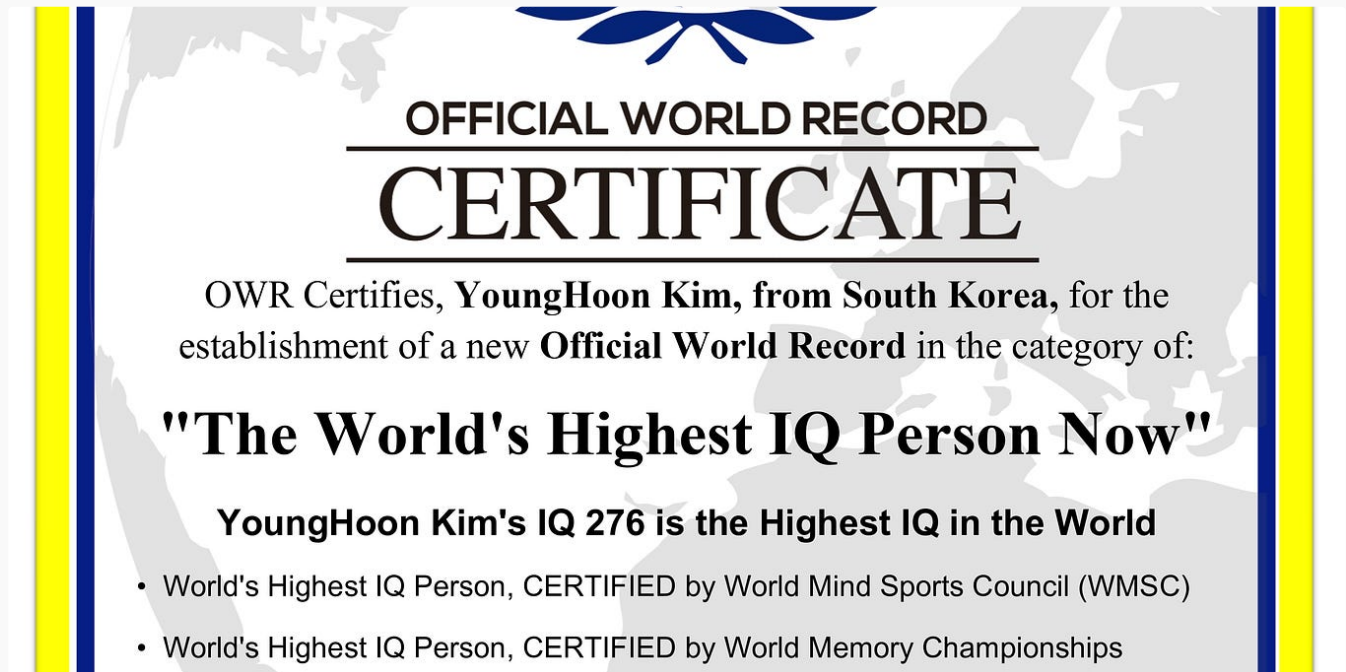 OFFICIAL WORLD RECORD
CERTIFICATE
OWR Certifies, YoungHoon Kim, from South Korea, for the
establishment of a new Official World Record in the category of:
"The World's Highest IQ Person Now"
YoungHoon Kim's IQ 276 is the Highest IQ in the World
• World's Highest IQ Person, CERTIFIED by World Mind Sports Council (WMSC)
• World's Highest IQ Person, CERTIFIED by World Memory Championships